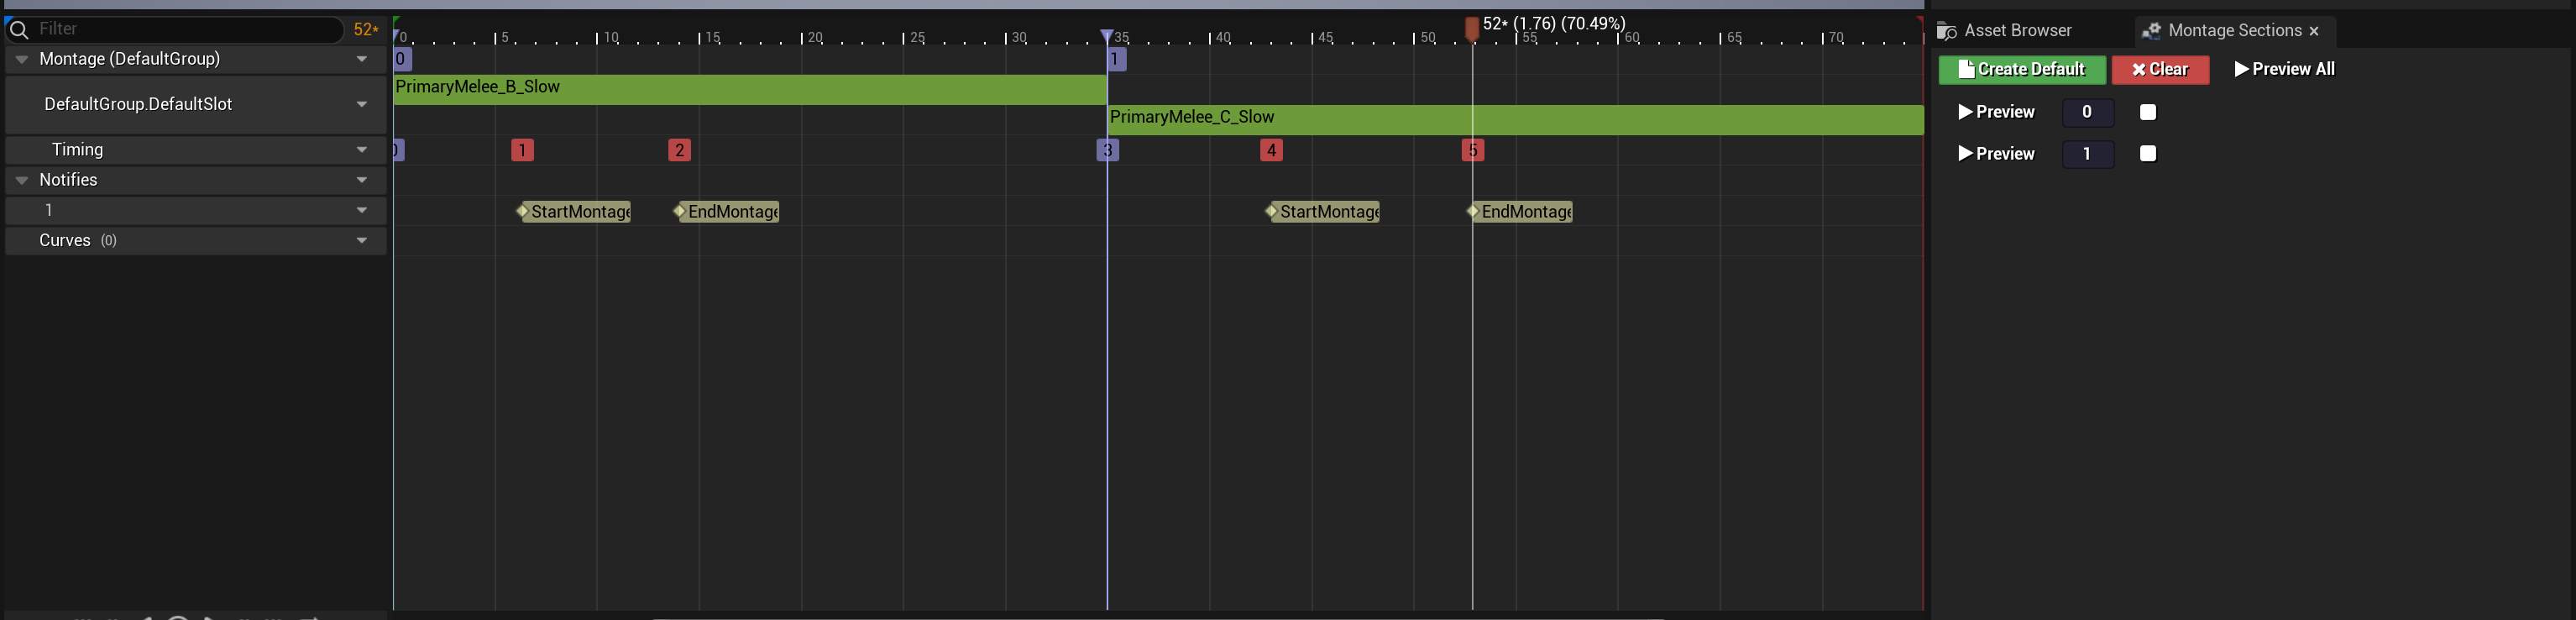 Filter 52*
52* (1.76) (70.49%)
0 5 10 15 20 25 30 35 40 45 50 55 60 65 70
Montage (DefaultGroup)
0 1
DefaultGroup.DefaultSlot
PrimaryMelee_B_Slow
PrimaryMelee_C_Slow
Timing
0 1 2 3 4 5
Notifies
1
StartMontage EndMontage StartMontage EndMontage
Curves (0)
Asset Browser Montage Sections
Create Default Clear Preview All
Preview 0
Preview 1